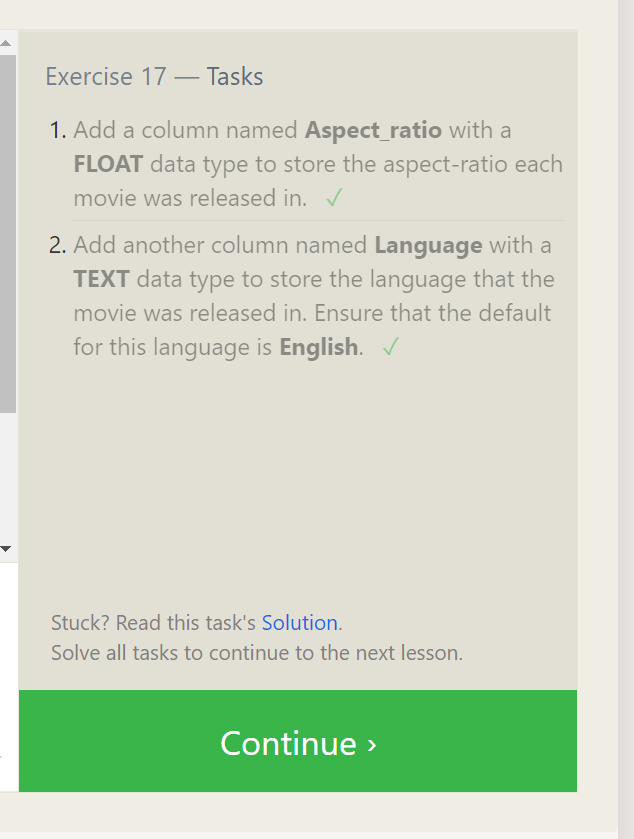 Exercise 17 — Tasks
1. Add a column named Aspect_ratio with a
FLOAT data type to store the aspect-ratio each
movie was released in. ✓
2. Add another column named Language with a
TEXT data type to store the language that the
movie was released in. Ensure that the default
for this language is English. ✓
Stuck? Read this task's Solution.
Solve all tasks to continue to the next lesson.
Continue ›